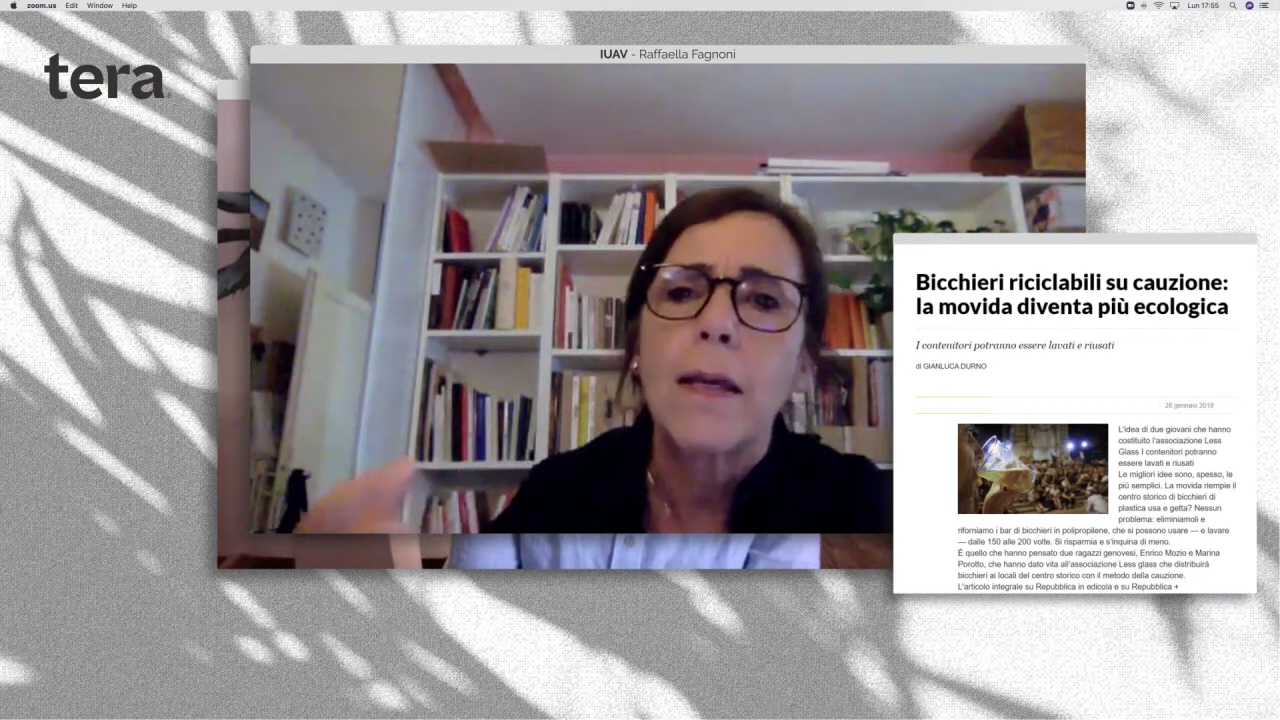 zoom.us Edit Window Help
Lun 17:55
tera
IUAV - Raffaella Fagnoni
Bicchieri riciclabili su cauzione:
la movida diventa più ecologica
I contenitori potranno essere lavati e riusati
di GIANLUCA DURNO
26 gennaio 2018
L'idea di due giovani che hanno
costituito l'associazione Less
Glass I contenitori potranno
essere lavati e riusati
Le migliori idee sono, spesso, le
più semplici. La movida riempie il
centro storico di bicchieri di
plastica usa e getta? Nessun
problema: eliminiamoli e
riforniamo i bar di bicchieri in polipropilene, che si possono usare — e lavare
— dalle 150 alle 200 volte. Si risparmia e s'inquina di meno.
È quello che hanno pensato due ragazzi genovesi, Enrico Mozio e Marina
Porotto, che hanno dato vita all'associazione Less glass che distribuirà
bicchieri ai locali del centro storico con il metodo della cauzione.
L'articolo integrale su Repubblica in edicola e su Repubblica +